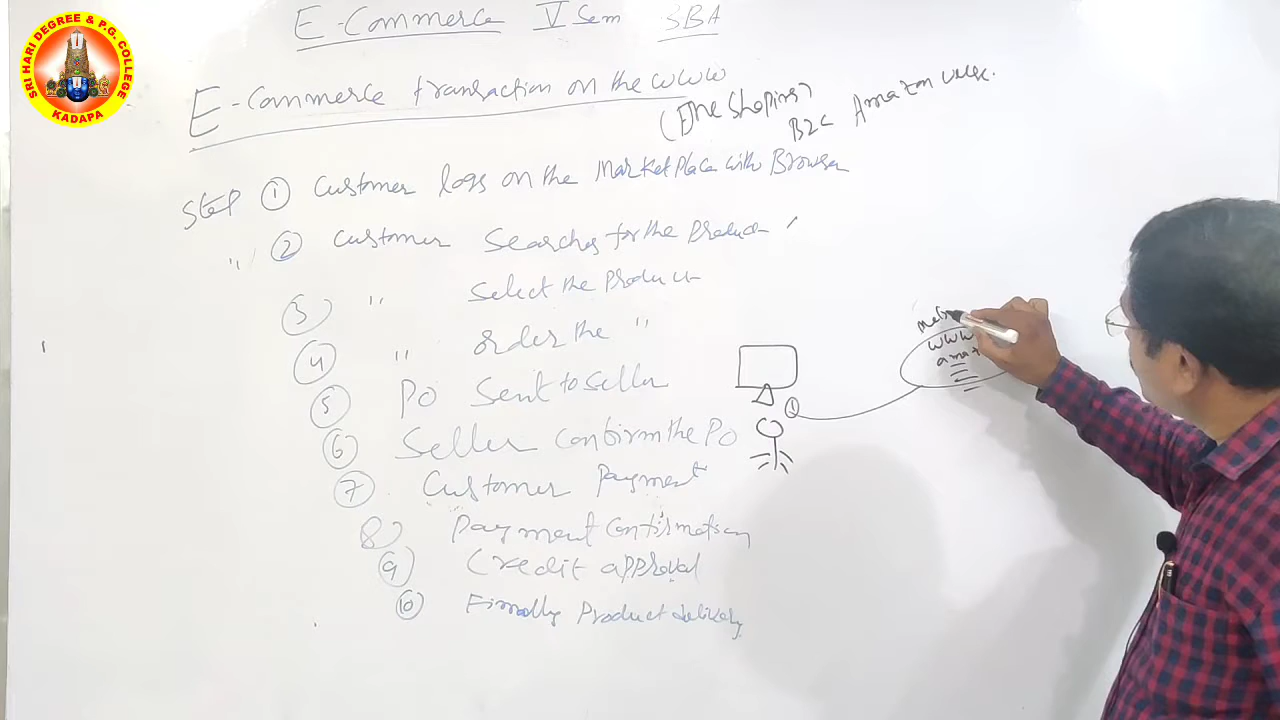 SRI HARI DEGREE & P.G. COLLEGE
KADAPA
E-Commerce V Sem SBA
E-Commerce transaction on the WWW
B2C Amazon
Step ① Customer logs on the Market Place with Browser
" ② Customer Searches for the Product
③ " Select the Product
④ " order the "
⑤ PO Sent to Seller
⑥ Seller Confirm the PO
⑦ Customer Payment
8 Payment Confirmation
⑨ Credit approval
⑩ Finnally Product delivery
①
WWW
ama